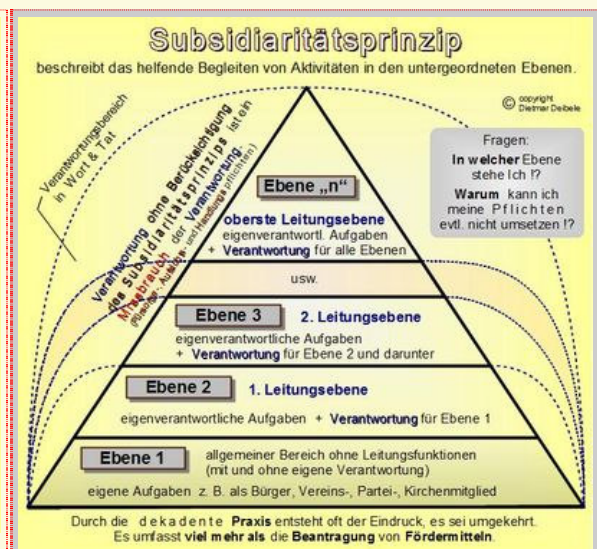 Subsidiaritätsprinzip
beschreibt das helfende Begleiten von Aktivitäten in den untergeordneten Ebenen.
© copyright
Dietmar Deibele
Verantwortungsbereich
in Wort & Tat
Verantwortung ohne Berücksichtigung
des Subsidiaritätsprinzips ist ein
Missbrauch der Verantwortung.
Fragen:
In welcher Ebene
stehe Ich !?
Warum kann ich
meine Pflichten
evtl. nicht umsetzen !?
Ebene „n"
oberste Leitungsebene
eigenverantwortl. Aufgaben
+ Verantwortung für alle Ebenen
usw.
Ebene 3 2. Leitungsebene
eigenverantwortliche Aufgaben
+ Verantwortung für Ebene 2 und darunter
Ebene 2 1. Leitungsebene
eigenverantwortliche Aufgaben + Verantwortung für Ebene 1
Ebene 1 allgemeiner Bereich ohne Leitungsfunktionen
(mit und ohne eigene Verantwortung)
eigene Aufgaben z. B. als Bürger, Vereins-, Partei-, Kirchenmitglied
Durch die dekadente Praxis entsteht oft der Eindruck, es sei umgekehrt.
Es umfasst viel mehr als die Beantragung von Fördermitteln.